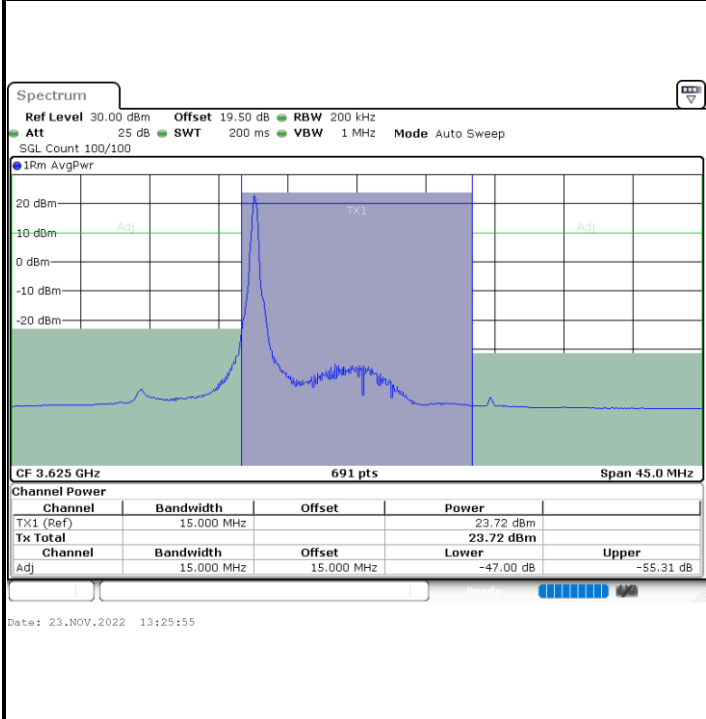 Spectrum
Ref Level 30.00 dBm Offset 19.50 dB RBW 200 kHz
Att 25 dB SWT 200 ms VBW 1 MHz Mode Auto Sweep
SGL Count 100/100
1Rm AvgPwr
20 dBm
TX1
Adj
Adj
10 dBm
0 dBm
-10 dBm
-20 dBm
CF 3.625 GHz 691 pts Span 45.0 MHz
Channel Power
Channel Bandwidth Offset Power
TX1 (Ref) 15.000 MHz 23.72 dBm
Tx Total 23.72 dBm
Channel Bandwidth Offset Lower Upper
Adj 15.000 MHz 15.000 MHz -47.00 dB -55.31 dB
Ready
Date: 23.NOV.2022 13:25:55